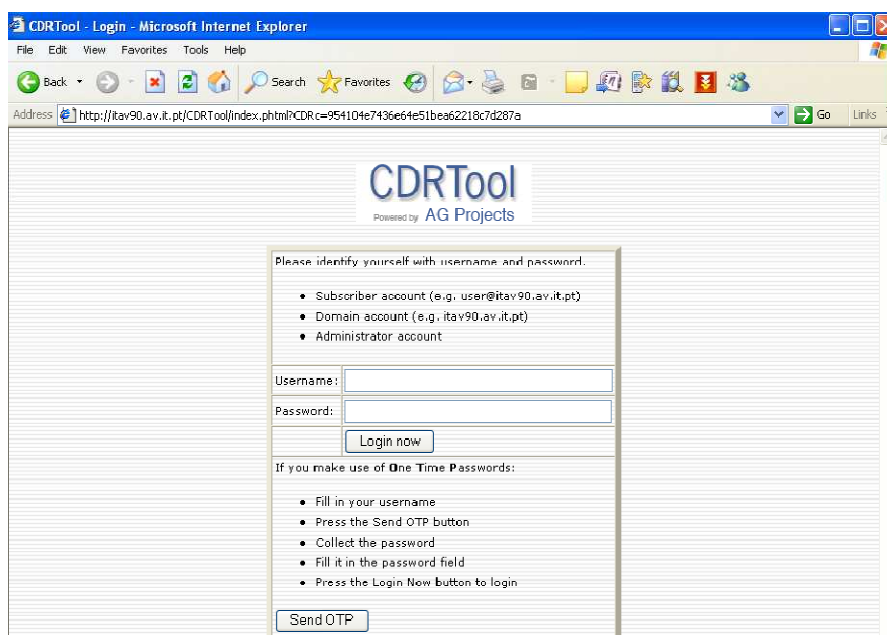 CDRTool - Login - Microsoft Internet Explorer
File Edit View Favorites Tools Help
Back Search Favorites
Address http://itav90.av.it.pt/CDRTool/index.phtml?CDRc=954104e7436e64e51bea62218c7d287a Go Links
CDRTool
Powered by AG Projects
Please identify yourself with username and password.
• Subscriber account (e.g. user@itav90.av.it.pt)
• Domain account (e.g. itav90.av.it.pt)
• Administrator account
Username:
Password:
Login now
If you make use of One Time Passwords:
• Fill in your username
• Press the Send OTP button
• Collect the password
• Fill it in the password field
• Press the Login Now button to login
Send OTP